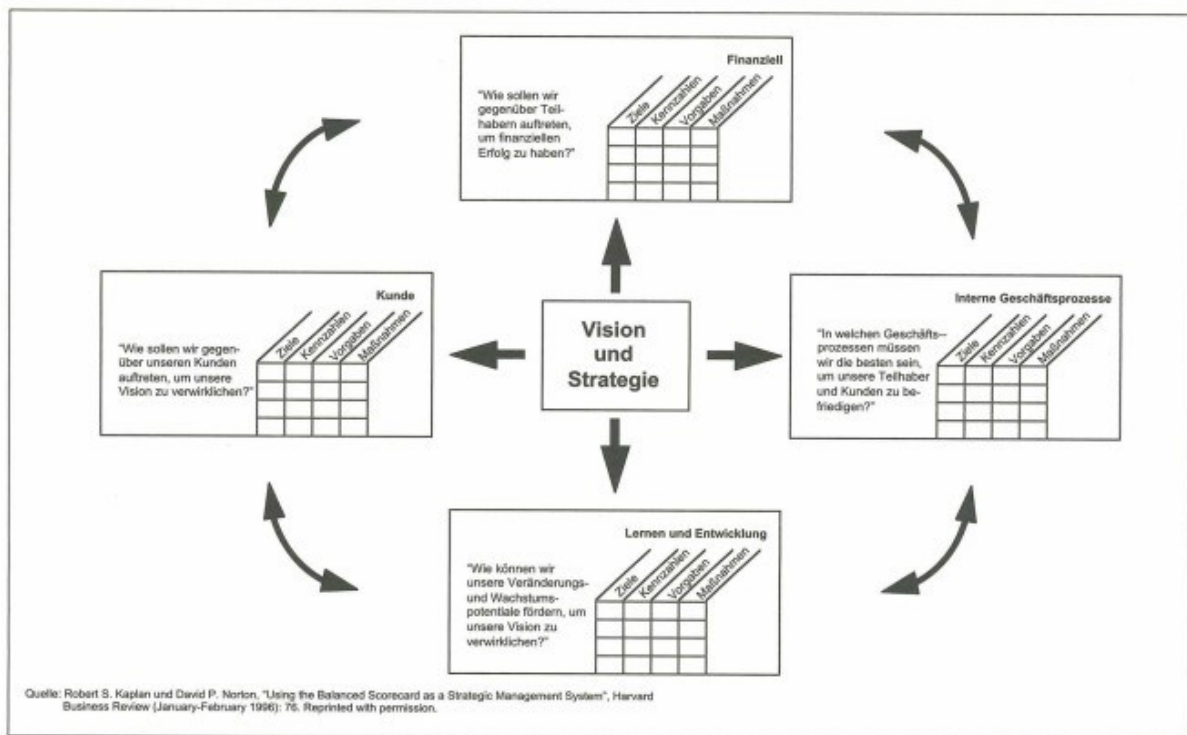 Finanziell
"Wie sollen wir
gegenüber Teil-
habern auftreten,
um finanziellen
Erfolg zu haben?"
Ziele
Kennzahlen
Vorgaben
Maßnahmen
Kunde
"Wie sollen wir gegen-
über unseren Kunden
auftreten, um unsere
Vision zu verwirklichen?"
Ziele
Kennzahlen
Vorgaben
Maßnahmen
Vision
und
Strategie
Interne Geschäftsprozesse
"In welchen Geschäfts--
prozessen müssen
wir die besten sein,
um unsere Teilhaber
und Kunden zu be-
friedigen?"
Ziele
Kennzahlen
Vorgaben
Maßnahmen
Lernen und Entwicklung
"Wie können wir
unsere Veränderungs-
und Wachstums-
potentiale fördern, um
unsere Vision zu
verwirklichen?"
Ziele
Kennzahlen
Vorgaben
Maßnahmen
Quelle: Robert S. Kaplan und David P. Norton, "Using the Balanced Scorecard as a Strategic Management System", Harvard
Business Review (January-February 1996): 76. Reprinted with permission.